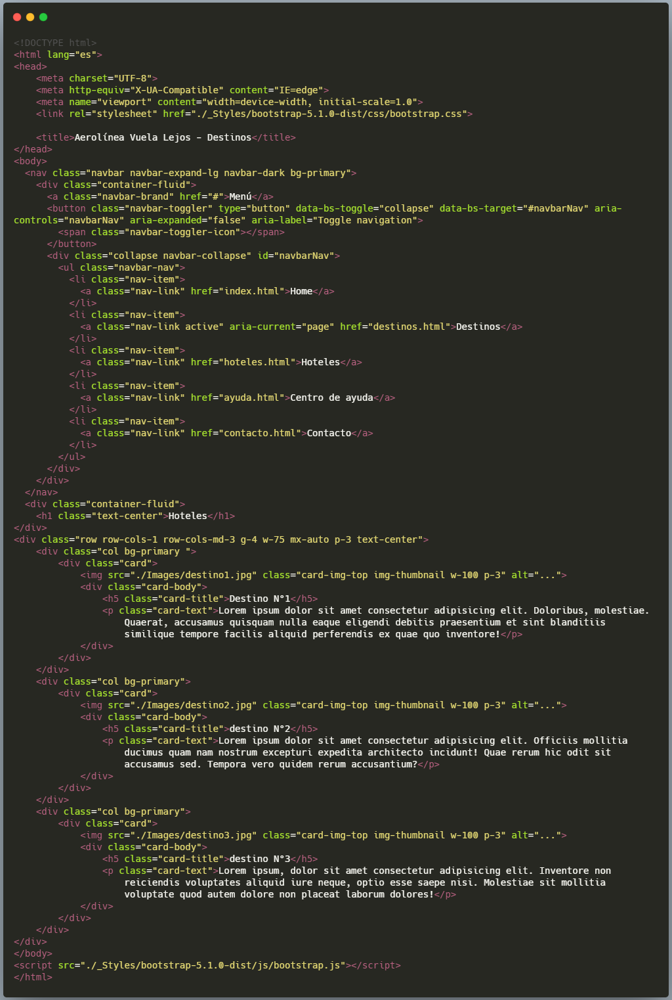 <!DOCTYPE html>
<html lang="es">
<head>
    <meta charset="UTF-8">
    <meta http-equiv="X-UA-Compatible" content="IE=edge">
    <meta name="viewport" content="width=device-width, initial-scale=1.0">
    <link rel="stylesheet" href="./_Styles/bootstrap-5.1.0-dist/css/bootstrap.css">

    <title>Aerolínea Vuela Lejos - Destinos</title>
</head>
<body>
  <nav class="navbar navbar-expand-lg navbar-dark bg-primary">
    <div class="container-fluid">
      <a class="navbar-brand" href="#">Menú</a>
      <button class="navbar-toggler" type="button" data-bs-toggle="collapse" data-bs-target="#navbarNav" aria-
controls="navbarNav" aria-expanded="false" aria-label="Toggle navigation">
        <span class="navbar-toggler-icon"></span>
      </button>
      <div class="collapse navbar-collapse" id="navbarNav">
        <ul class="navbar-nav">
          <li class="nav-item">
            <a class="nav-link" href="index.html">Home</a>
          </li>
          <li class="nav-item">
            <a class="nav-link active" aria-current="page" href="destinos.html">Destinos</a>
          </li>
          <li class="nav-item">
            <a class="nav-link" href="hoteles.html">Hoteles</a>
          </li>
          <li class="nav-item">
            <a class="nav-link" href="ayuda.html">Centro de ayuda</a>
          </li>
          <li class="nav-item">
            <a class="nav-link" href="contacto.html">Contacto</a>
          </li>
        </ul>
      </div>
    </div>
  </nav>
  <div class="container-fluid">
    <h1 class="text-center">Hoteles</h1>
</div>
<div class="row row-cols-1 row-cols-md-3 g-4 w-75 mx-auto p-3 text-center">
    <div class="col bg-primary ">
        <div class="card">
            <img src="./Images/destino1.jpg" class="card-img-top img-thumbnail w-100 p-3" alt="...">
            <div class="card-body">
                <h5 class="card-title">Destino N°1</h5>
                <p class="card-text">Lorem ipsum dolor sit amet consectetur adipisicing elit. Doloribus, molestiae.
                    Quaerat, accusamus quisquam nulla eaque eligendi debitis praesentium et sint blanditiis
                    similique tempore facilis aliquid perferendis ex quae quo inventore!</p>
            </div>
        </div>
    </div>
    <div class="col bg-primary">
        <div class="card">
            <img src="./Images/destino2.jpg" class="card-img-top img-thumbnail w-100 p-3" alt="...">
            <div class="card-body">
                <h5 class="card-title">destino N°2</h5>
                <p class="card-text">Lorem ipsum dolor sit amet consectetur adipisicing elit. Officiis mollitia
                    ducimus quam nam nostrum excepturi expedita architecto incidunt! Quae rerum hic odit sit
                    accusamus sed. Tempora vero quidem rerum accusantium?</p>
            </div>
        </div>
    </div>
    <div class="col bg-primary">
        <div class="card">
            <img src="./Images/destino3.jpg" class="card-img-top img-thumbnail w-100 p-3" alt="...">
            <div class="card-body">
                <h5 class="card-title">destino N°3</h5>
                <p class="card-text">Lorem ipsum, dolor sit amet consectetur adipisicing elit. Inventore non
                    reiciendis voluptates aliquid iure neque, optio esse saepe nisi. Molestiae sit mollitia
                    voluptate quod autem dolore non placeat laborum dolores!</p>
            </div>
        </div>
    </div>
</div>
</body>
<script src="./_Styles/bootstrap-5.1.0-dist/js/bootstrap.js"></script>
</html>